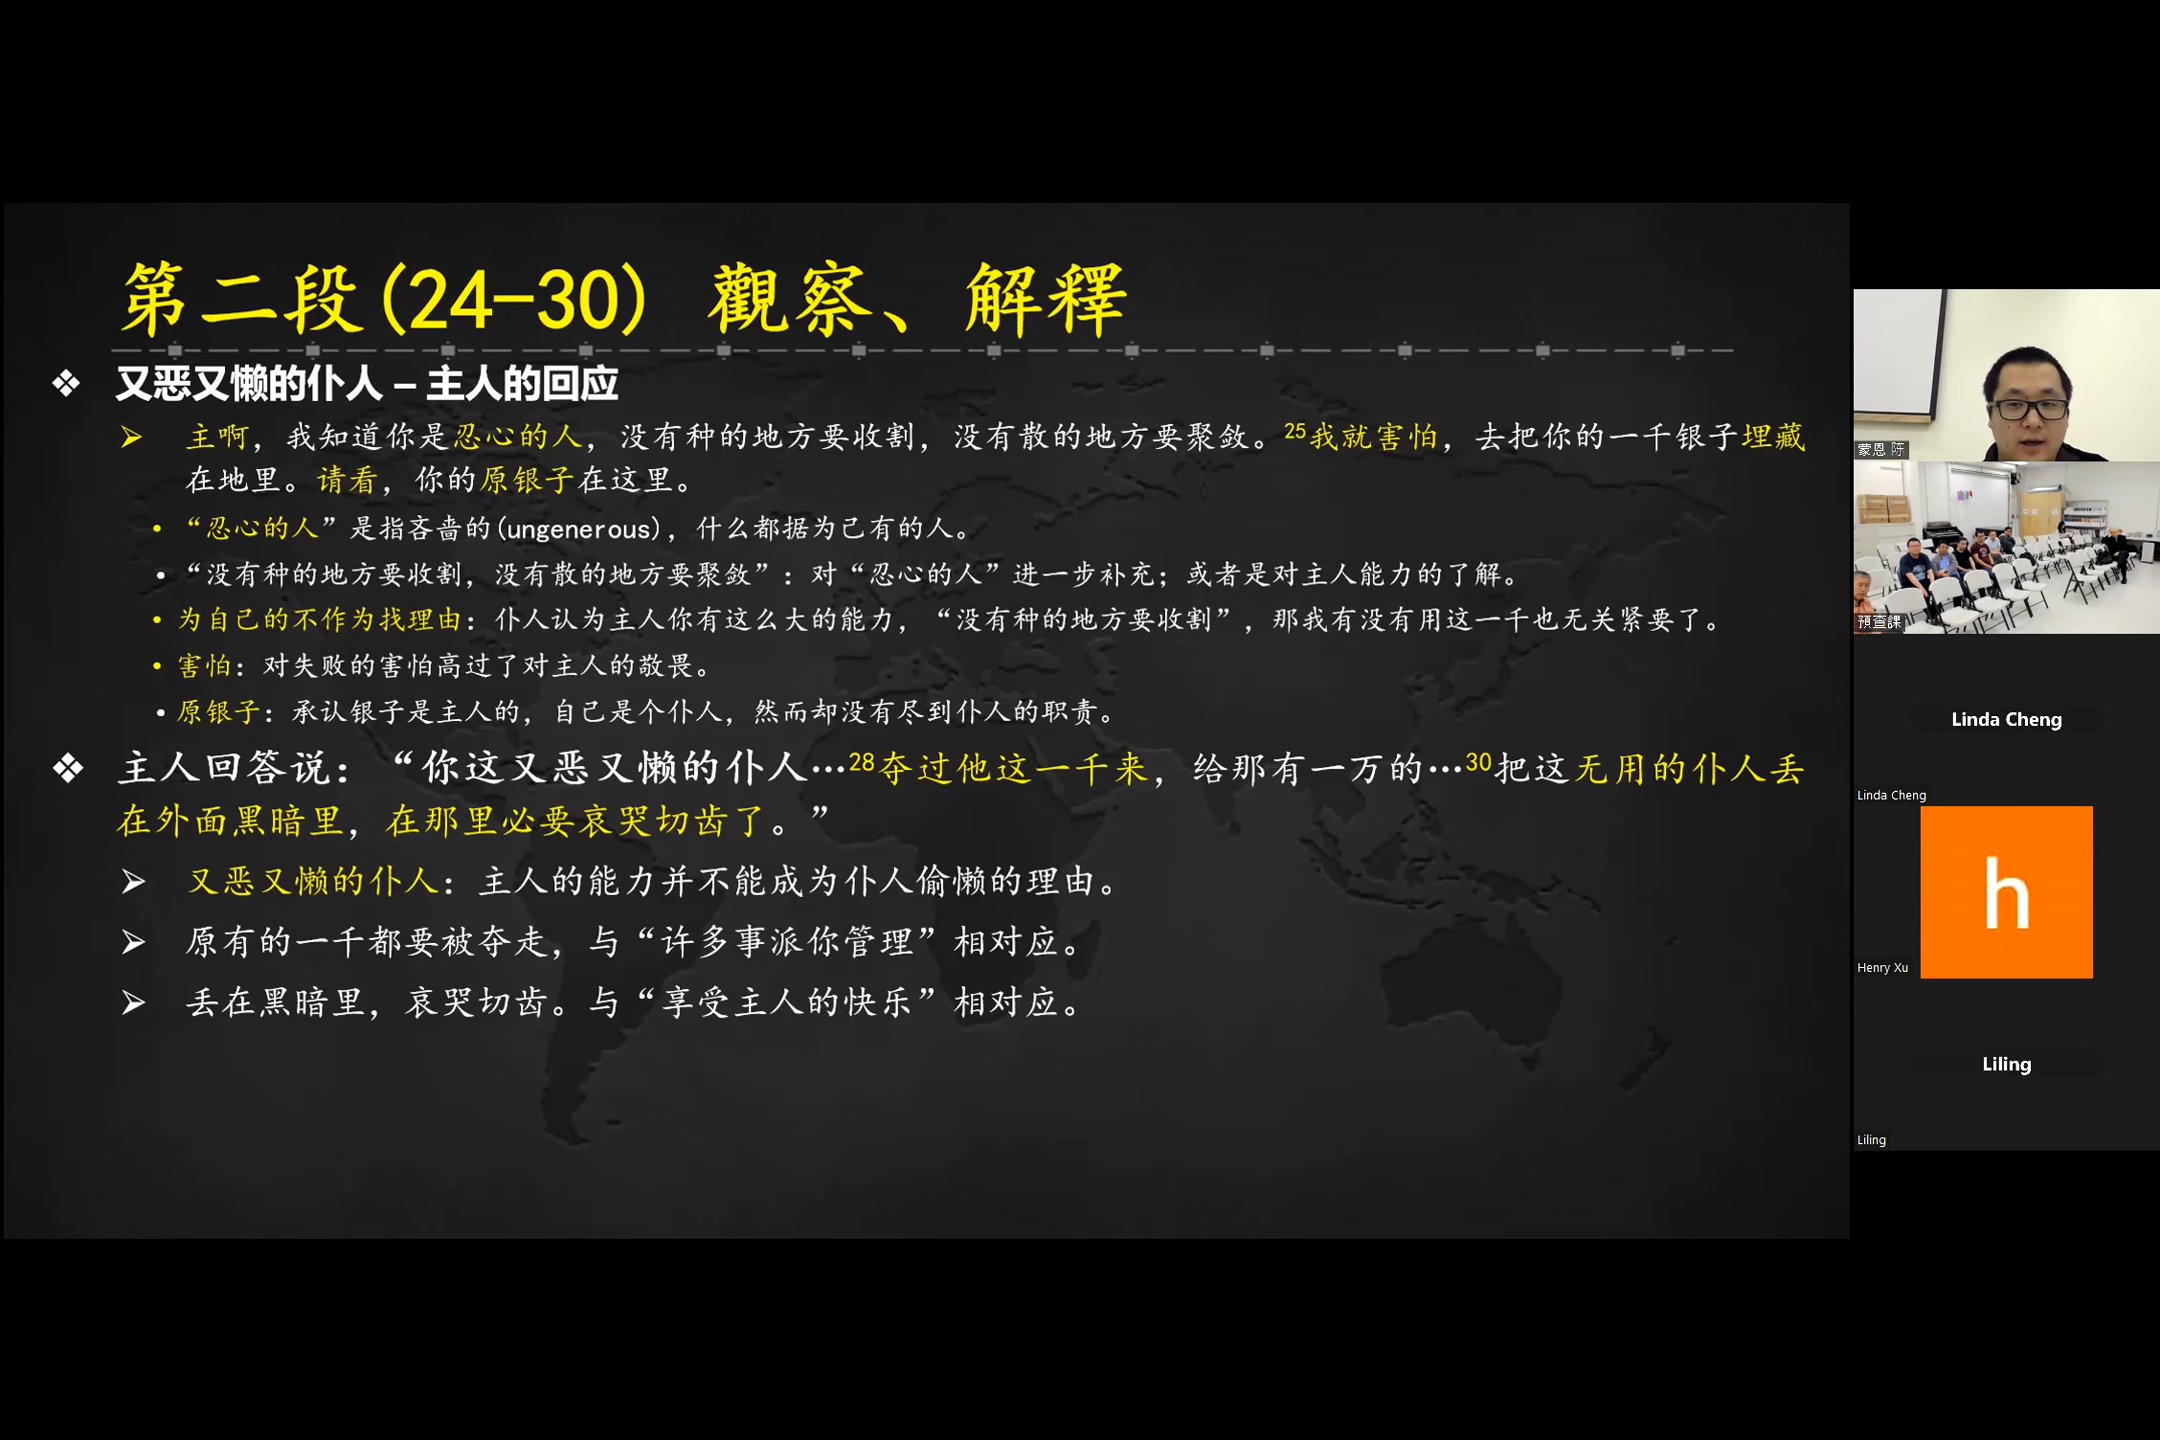 第二段(24-30) 觀察、解釋
❖ 又恶又懒的仆人 – 主人的回应
➢ 主啊，我知道你是忍心的人，没有种的地方要收割，没有散的地方要聚敛。25我就害怕，去把你的一千银子埋藏
在地里。请看，你的原银子在这里。
• “忍心的人”是指吝啬的(ungenerous)，什么都据为己有的人。
• “没有种的地方要收割，没有散的地方要聚敛”：对“忍心的人”进一步补充；或者是对主人能力的了解。
• 为自己的不作为找理由：仆人认为主人你有这么大的能力，“没有种的地方要收割”，那我有没有用这一千也无关紧要了。
• 害怕：对失败的害怕高过了对主人的敬畏。
• 原银子：承认银子是主人的，自己是个仆人，然而却没有尽到仆人的职责。
❖ 主人回答说：“你这又恶又懒的仆人…28夺过他这一千来，给那有一万的…30把这无用的仆人丢
在外面黑暗里，在那里必要哀哭切齿了。”
➢ 又恶又懒的仆人：主人的能力并不能成为仆人偷懒的理由。
➢ 原有的一千都要被夺走，与“许多事派你管理”相对应。
➢ 丢在黑暗里，哀哭切齿。与“享受主人的快乐”相对应。
蒙恩 陈
預查課
Linda Cheng
Linda Cheng
h
Henry Xu
Liling
Liling